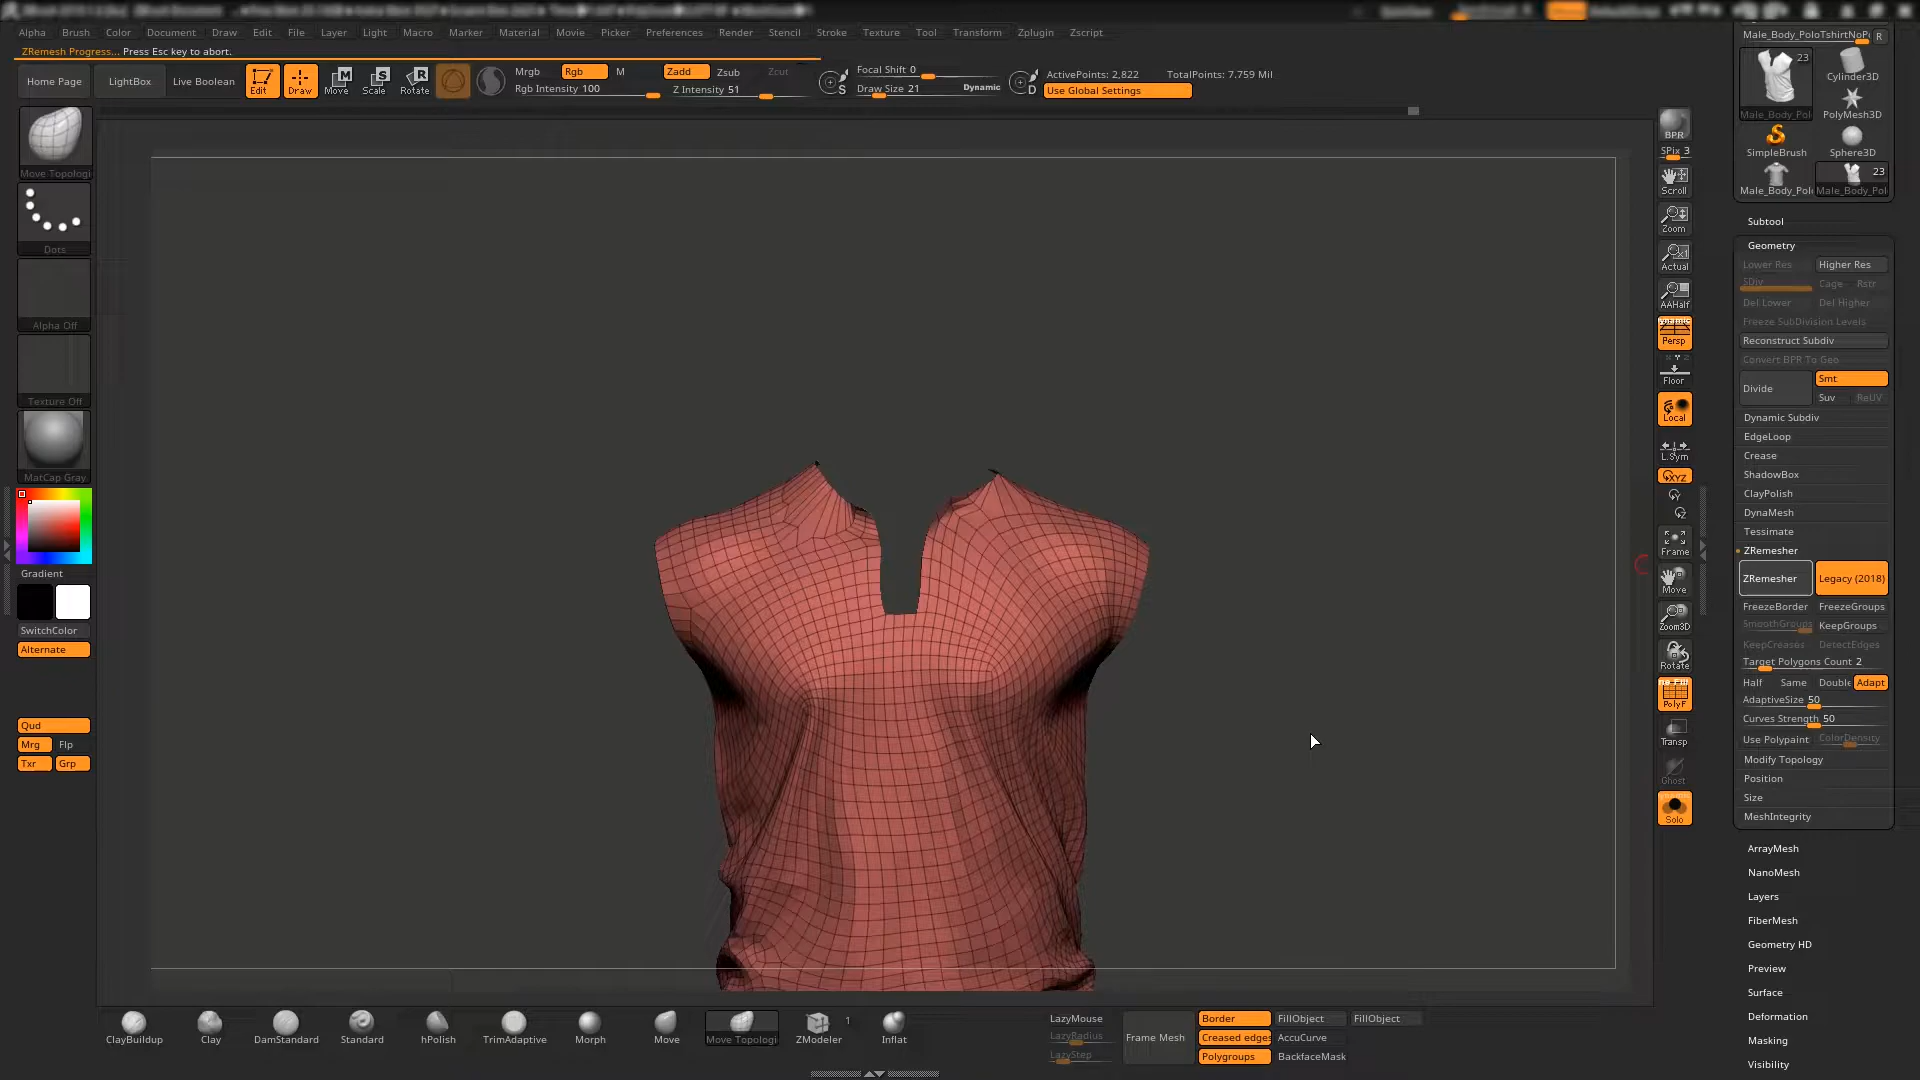 Alpha Brush Color Document Draw Edit File Layer Light Macro Marker Material Movie Picker Preferences Render Stencil Stroke Texture Tool Transform Zplugin Zscript
ZRemesh Progress... Press Esc key to abort.
Home Page
LightBox
Live Boolean
Edit
Draw
Move
Scale
Rotate
Mrgb Rgb M
Rgb Intensity 100
Zadd Zsub Zcut
Z Intensity 51
S
Focal Shift 0
Draw Size 21 Dynamic
D
ActivePoints: 2,822 TotalPoints: 7.759 Mil
Use Global Settings
Move Topologi
Dots
Alpha Off
Texture Off
MatCap Gray
Gradient
SwitchColor
Alternate
Qud
Mrg Flp
Txr Grp
BPR
SPix 3
Scroll
Zoom
Actual
AAHalf
Persp
Floor
Local
L.Sym
XYZ
Y
Z
Frame
Move
Zoom3D
Rotate
PolyF
Transp
Ghost
Solo
Male_Body_PoloTshirtNoPo R
23
Male_Body_Pol
Cylinder3D
PolyMesh3D
SimpleBrush Sphere3D
23
Male_Body_Pol Male_Body_Pol
Subtool
Geometry
Lower Res Higher Res
SDiv Cage Rstr
Del Lower Del Higher
Freeze SubDivision Levels
Reconstruct Subdiv
Convert BPR To Geo
Divide
Smt
Suv ReUV
Dynamic Subdiv
EdgeLoop
Crease
ShadowBox
ClayPolish
DynaMesh
Tessimate
ZRemesher
ZRemesher Legacy (2018)
FreezeBorder FreezeGroups
SmoothGroups KeepGroups
KeepCreases DetectEdges
Target Polygons Count 2
Half Same Double Adapt
AdaptiveSize 50
Curves Strength 50
Use Polypaint ColorDensity
Modify Topology
Position
Size
MeshIntegrity
ArrayMesh
NanoMesh
Layers
FiberMesh
Geometry HD
Preview
Surface
Deformation
Masking
Visibility
ClayBuildup
Clay
DamStandard
Standard
hPolish
TrimAdaptive
Morph
Move
Move Topologi
ZModeler
1
Inflat
LazyMouse
LazyRadius
LazyStep
Frame Mesh
Border
Creased edges
Polygroups
FillObject
AccuCurve
BackfaceMask
FillObject